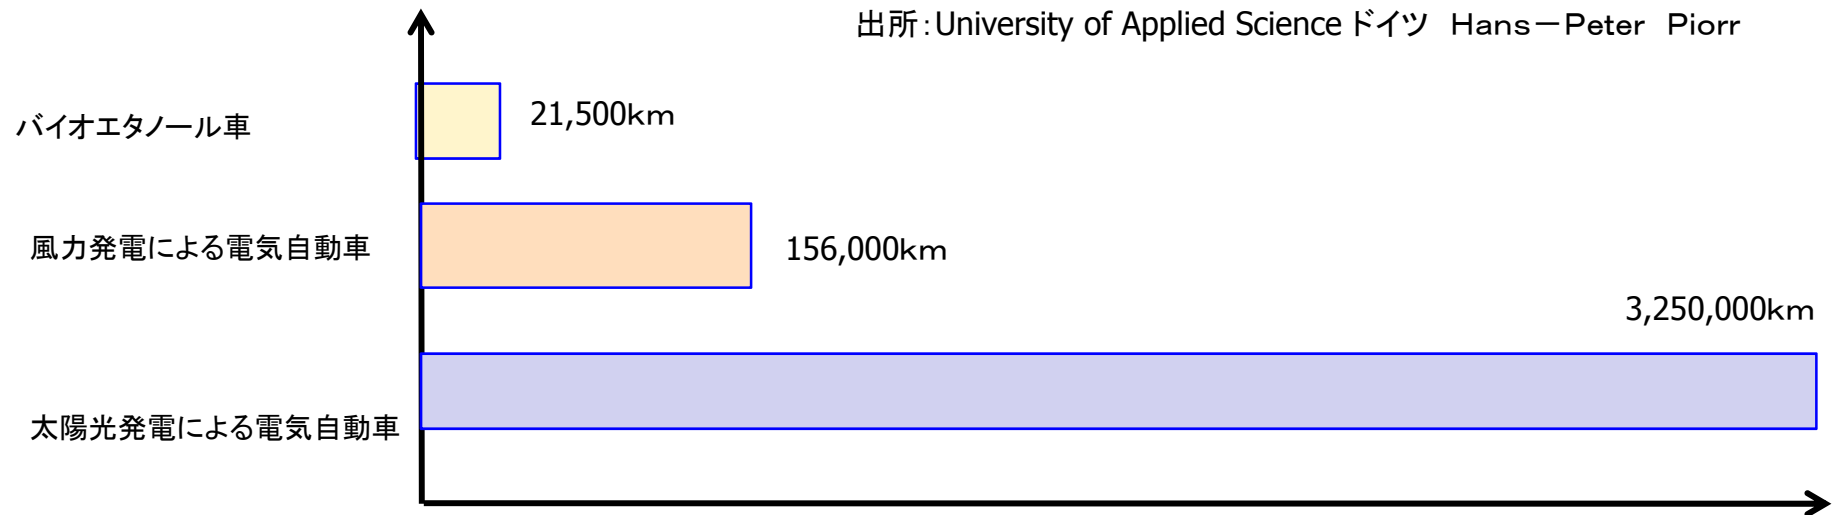 出所：University of Applied Science ドイツ　Hans－Peter　Piorr
バイオエタノール車
21,500ｋｍ
風力発電による電気自動車
156,000ｋｍ
3,250,000ｋｍ
太陽光発電による電気自動車